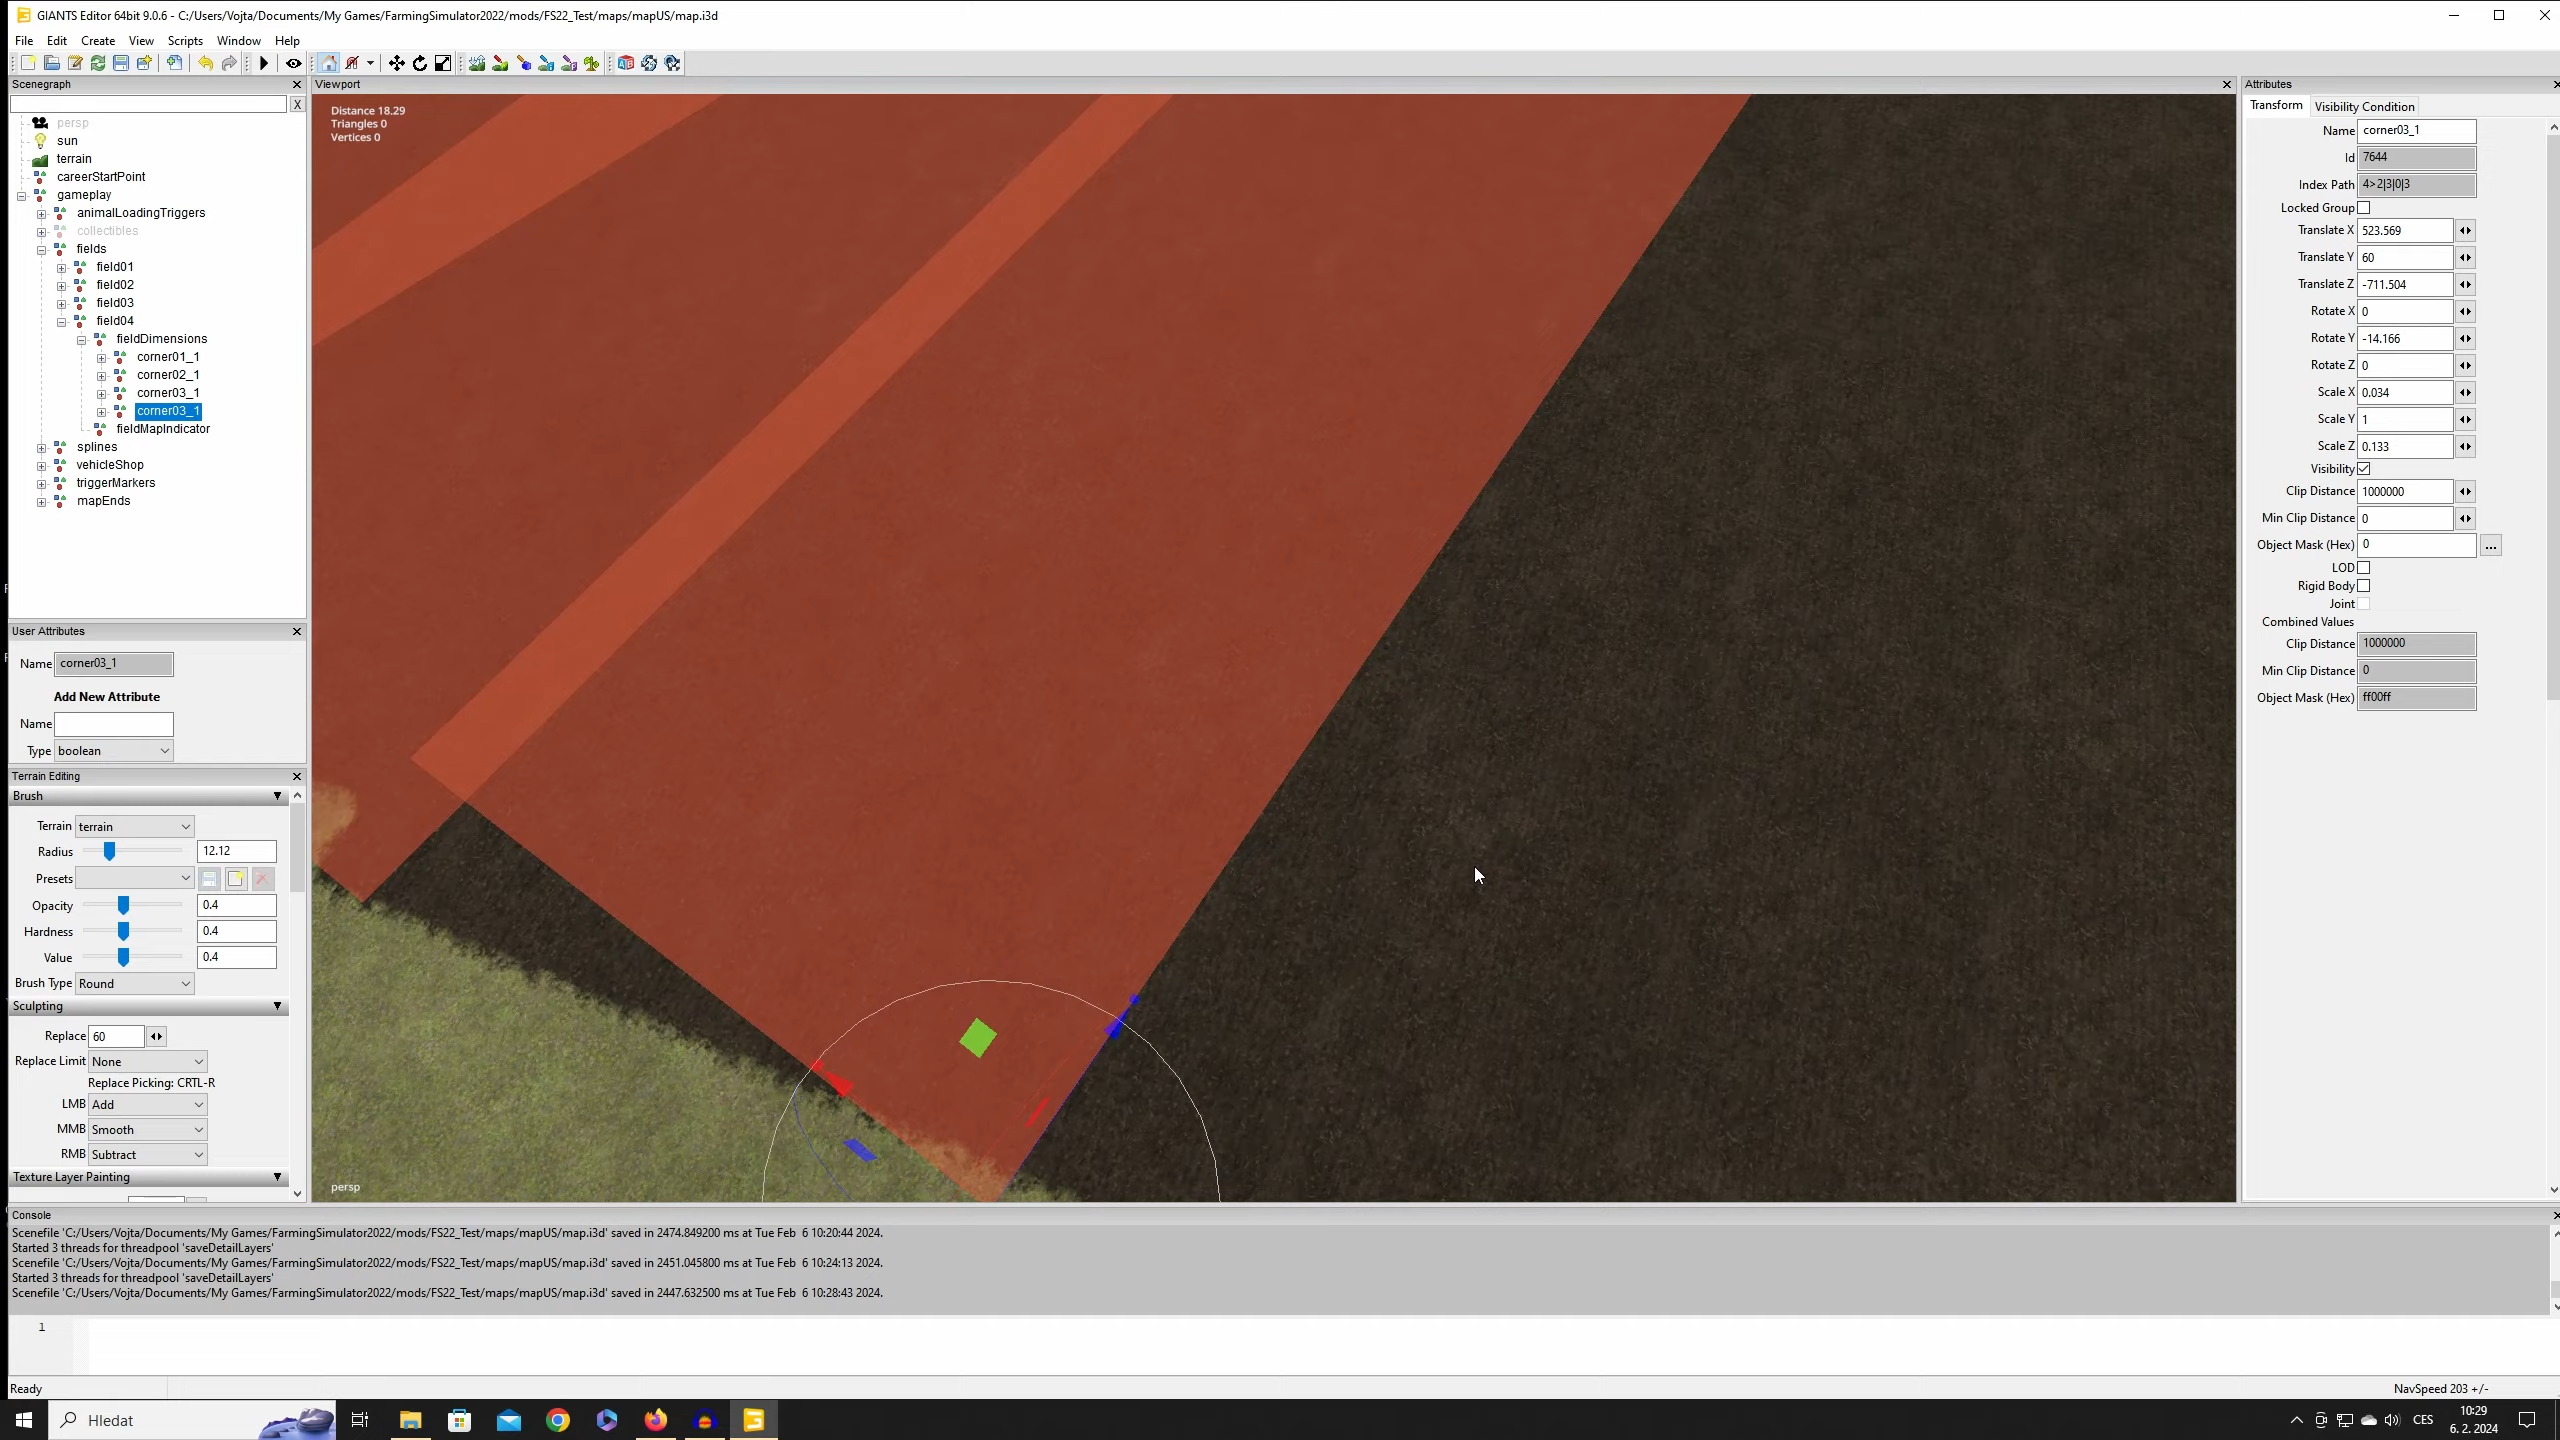 GIANTS Editor 64bit 9.0.6 - C:/Users/Vojta/Documents/My Games/FarmingSimulator2022/mods/FS22_Test/maps/mapUS/map.i3d
File Edit Create View Scripts Window Help
Scenegraph
X
persp
sun
terrain
careerStartPoint
gameplay
animalLoadingTriggers
collectibles
fields
field01
field02
field03
field04
fieldDimensions
corner01_1
corner02_1
corner03_1
corner03_1
fieldMapIndicator
splines
vehicleShop
triggerMarkers
mapEnds
User Attributes
Name corner03_1
Add New Attribute
Name
Type boolean
Terrain Editing
Brush
Terrain terrain
Radius 12.12
Presets
Opacity 0.4
Hardness 0.4
Value 0.4
Brush Type Round
Sculpting
Replace 60
Replace Limit None
Replace Picking: CRTL-R
LMB Add
MMB Smooth
RMB Subtract
Texture Layer Painting
Viewport
Distance 18.29
Triangles 0
Vertices 0
persp
Attributes
Transform Visibility Condition
Name corner03_1
Id 7644
Index Path 4>2|3|0|3
Locked Group
Translate X 523.569
Translate Y 60
Translate Z -711.504
Rotate X 0
Rotate Y -14.166
Rotate Z 0
Scale X 0.034
Scale Y 1
Scale Z 0.133
Visibility
Clip Distance 1000000
Min Clip Distance 0
Object Mask (Hex) 0 ...
LOD
Rigid Body
Joint
Combined Values
Clip Distance 1000000
Min Clip Distance 0
Object Mask (Hex) ff00ff
Console
Scenefile 'C:/Users/Vojta/Documents/My Games/FarmingSimulator2022/mods/FS22_Test/maps/mapUS/map.i3d' saved in 2474.849200 ms at Tue Feb  6 10:20:44 2024.
Started 3 threads for threadpool 'saveDetailLayers'
Scenefile 'C:/Users/Vojta/Documents/My Games/FarmingSimulator2022/mods/FS22_Test/maps/mapUS/map.i3d' saved in 2451.045800 ms at Tue Feb  6 10:24:13 2024.
Started 3 threads for threadpool 'saveDetailLayers'
Scenefile 'C:/Users/Vojta/Documents/My Games/FarmingSimulator2022/mods/FS22_Test/maps/mapUS/map.i3d' saved in 2447.632500 ms at Tue Feb  6 10:28:43 2024.
1
Ready
NavSpeed 203 +/-
Hledat
CES
10:29
6. 2. 2024